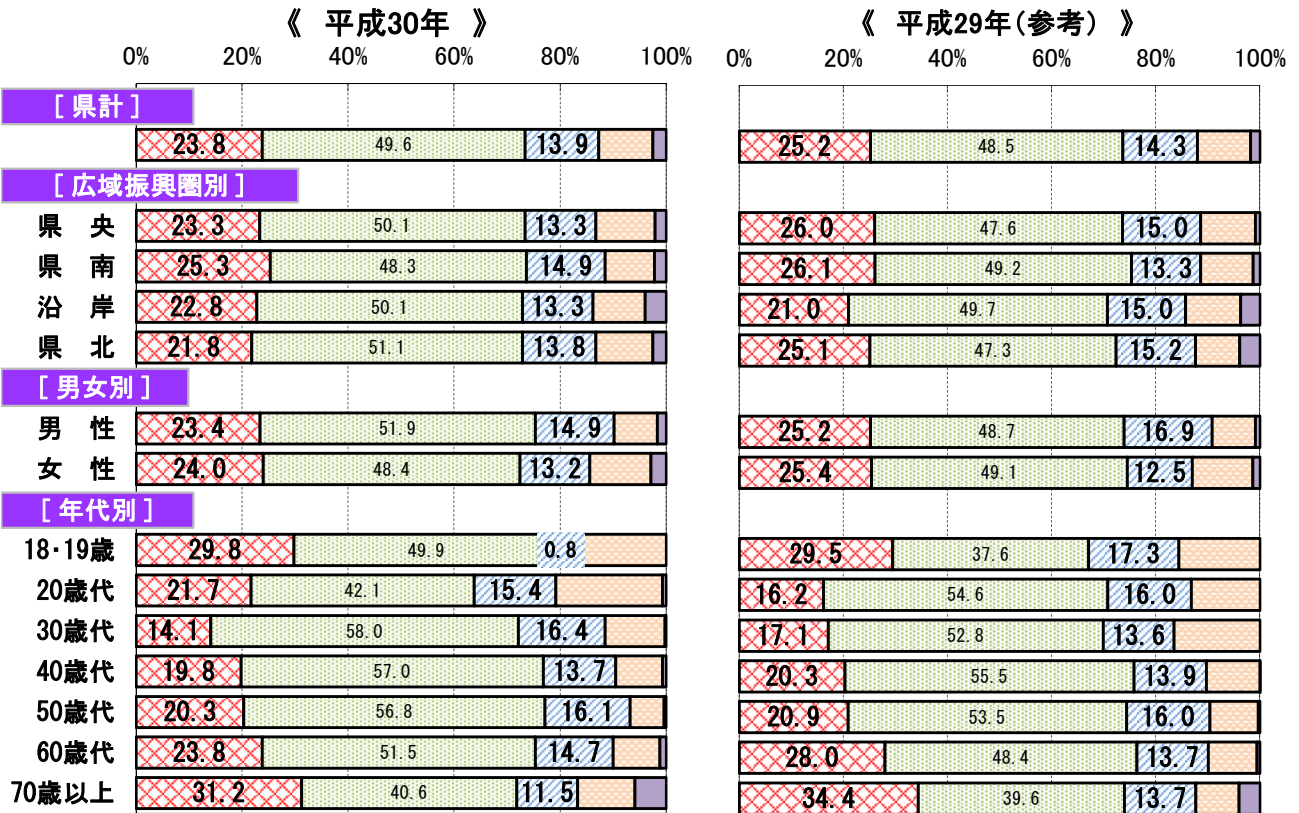 《 平成30年 》
《 平成29年(参考) 》
0% 20% 40% 60% 80% 100%
0% 20% 40% 60% 80% 100%
[ 県計 ]
23.8 49.6 13.9
25.2 48.5 14.3
[ 広域振興圏別 ]
県 央 23.3 50.1 13.3
26.0 47.6 15.0
県 南 25.3 48.3 14.9
26.1 49.2 13.3
沿 岸 22.8 50.1 13.3
21.0 49.7 15.0
県 北 21.8 51.1 13.8
25.1 47.3 15.2
[ 男女別 ]
男 性 23.4 51.9 14.9
25.2 48.7 16.9
女 性 24.0 48.4 13.2
25.4 49.1 12.5
[ 年代別 ]
18・19歳 29.8 49.9 0.8
29.5 37.6 17.3
20歳代 21.7 42.1 15.4
16.2 54.6 16.0
30歳代 14.1 58.0 16.4
17.1 52.8 13.6
40歳代 19.8 57.0 13.7
20.3 55.5 13.9
50歳代 20.3 56.8 16.1
20.9 53.5 16.0
60歳代 23.8 51.5 14.7
28.0 48.4 13.7
70歳以上 31.2 40.6 11.5
34.4 39.6 13.7